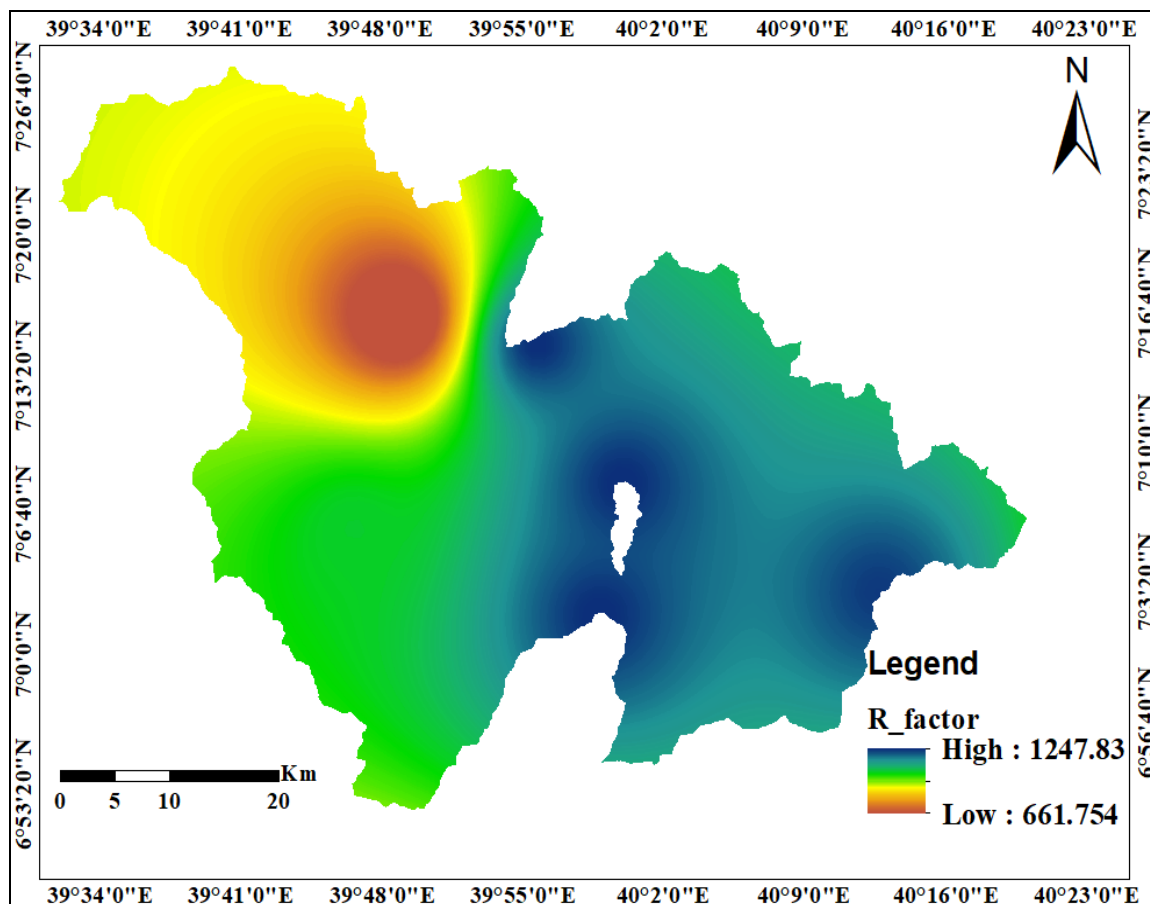 39°34'0"E 39°41'0"E 39°48'0"E 39°55'0"E 40°2'0"E 40°9'0"E 40°16'0"E 40°23'0"E
N
7°26'40"N
7°20'0"N
7°13'20"N
7°6'40"N
7°0'0"N
6°53'20"N
7°23'20"N
7°16'40"N
7°10'0"N
7°3'20"N
6°56'40"N
Legend
R_factor
High : 1247.83
Low : 661.754
Km
0 5 10 20
39°34'0"E 39°41'0"E 39°48'0"E 39°55'0"E 40°2'0"E 40°9'0"E 40°16'0"E 40°23'0"E